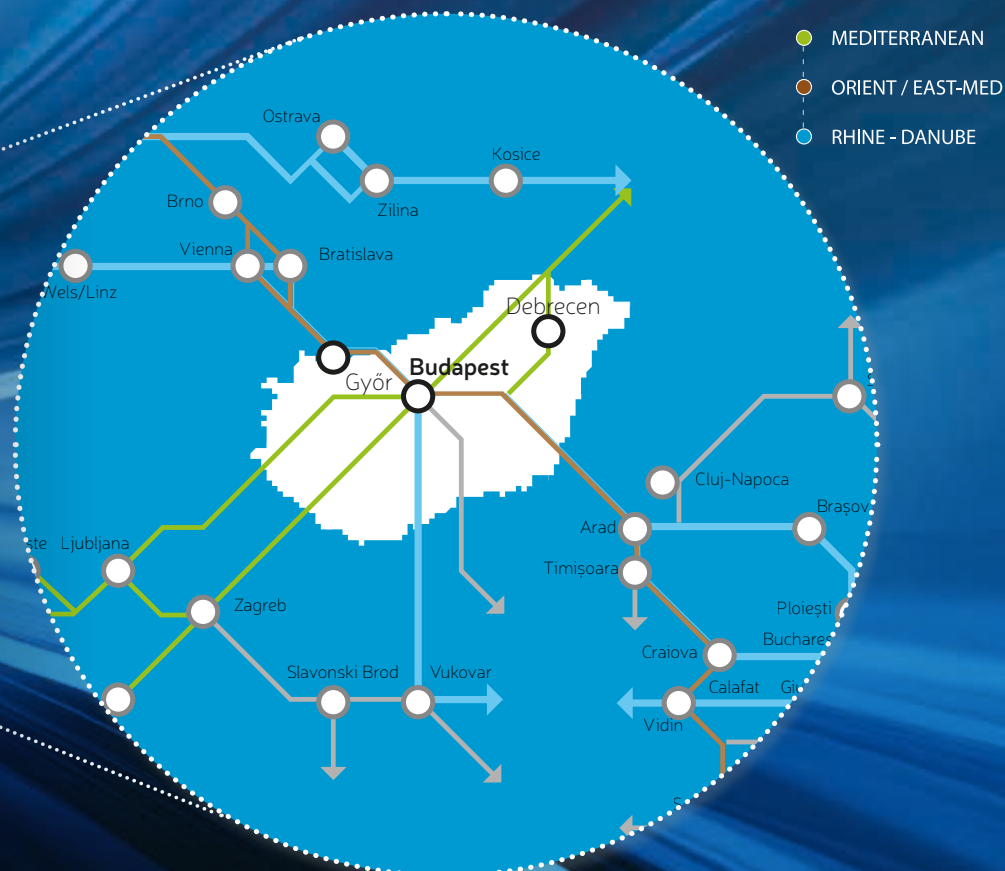 MEDITERRANEAN
ORIENT / EAST-MED
RHINE - DANUBE
Ostrava
Kosice
Zilina
Brno
Vienna
Bratislava
Wels/Linz
Debrecen
Budapest
Győr
Cluj-Napoca
Brașov
Arad
Ljubljana
Timișoara
Zagreb
Ploiești
Craiova
Slavonski Brod
Vukovar
Calafat
Vidin